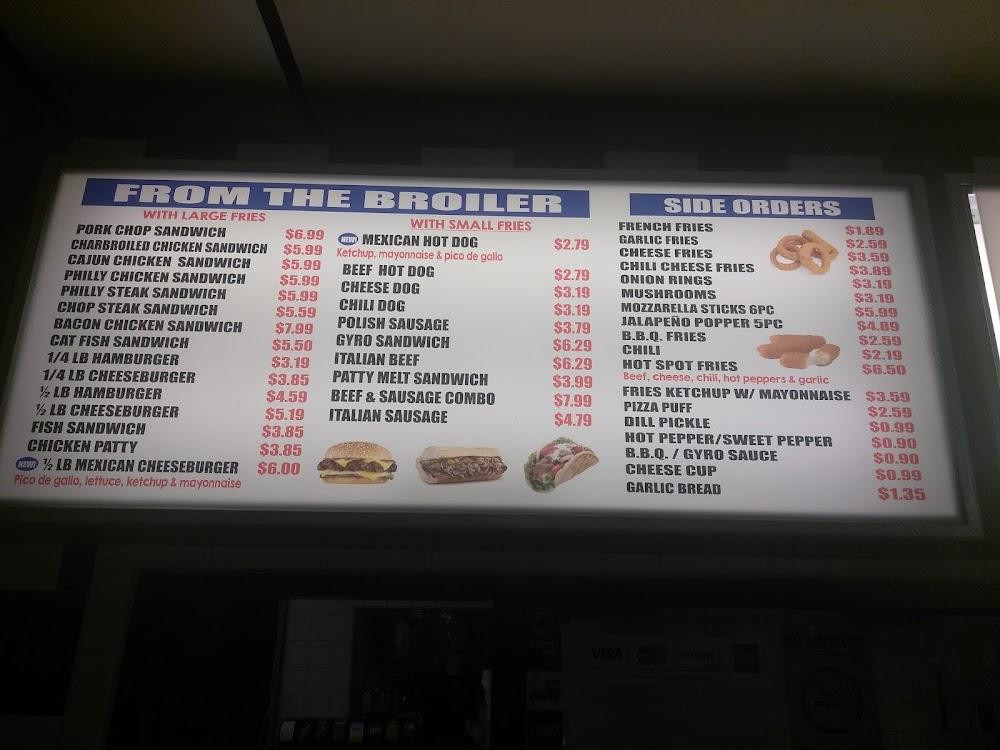 FROM THE BROILER
WITH LARGE FRIES
PORK CHOP SANDWICH $6.99
CHARBROILED CHICKEN SANDWICH $5.99
CAJUN CHICKEN SANDWICH $5.99
PHILLY CHICKEN SANDWICH $5.99
PHILLY STEAK SANDWICH $5.99
CHOP STEAK SANDWICH $5.59
BACON CHICKEN SANDWICH $7.99
CAT FISH SANDWICH $5.50
1/4 LB HAMBURGER $3.19
1/4 LB CHEESEBURGER $3.85
½ LB HAMBURGER $4.59
½ LB CHEESEBURGER $5.19
FISH SANDWICH $3.85
CHICKEN PATTY $3.85
NEW! ½ LB MEXICAN CHEESEBURGER $6.00
Pico de gallo, lettuce, ketchup & mayonnaise
WITH SMALL FRIES
NEW! MEXICAN HOT DOG $2.79
Ketchup, mayonnaise & pico de gallo
BEEF HOT DOG $2.79
CHEESE DOG $3.19
CHILI DOG $3.19
POLISH SAUSAGE $3.79
GYRO SANDWICH $6.29
ITALIAN BEEF $6.29
PATTY MELT SANDWICH $3.99
BEEF & SAUSAGE COMBO $7.99
ITALIAN SAUSAGE $4.79
SIDE ORDERS
FRENCH FRIES $1.89
GARLIC FRIES $2.59
CHEESE FRIES $3.59
CHILI CHEESE FRIES $3.89
ONION RINGS $3.19
MUSHROOMS $3.19
MOZZARELLA STICKS 6PC $5.99
JALAPEÑO POPPER 5PC $4.89
B.B.Q. FRIES $2.59
CHILI $2.19
HOT SPOT FRIES $6.50
Beef, cheese, chili, hot peppers & garlic
FRIES KETCHUP W/ MAYONNAISE $3.59
PIZZA PUFF $2.59
DILL PICKLE $0.99
HOT PEPPER/SWEET PEPPER $0.90
B.B.Q. / GYRO SAUCE $0.90
CHEESE CUP $0.99
GARLIC BREAD $1.35
VISA
NO SMOKING